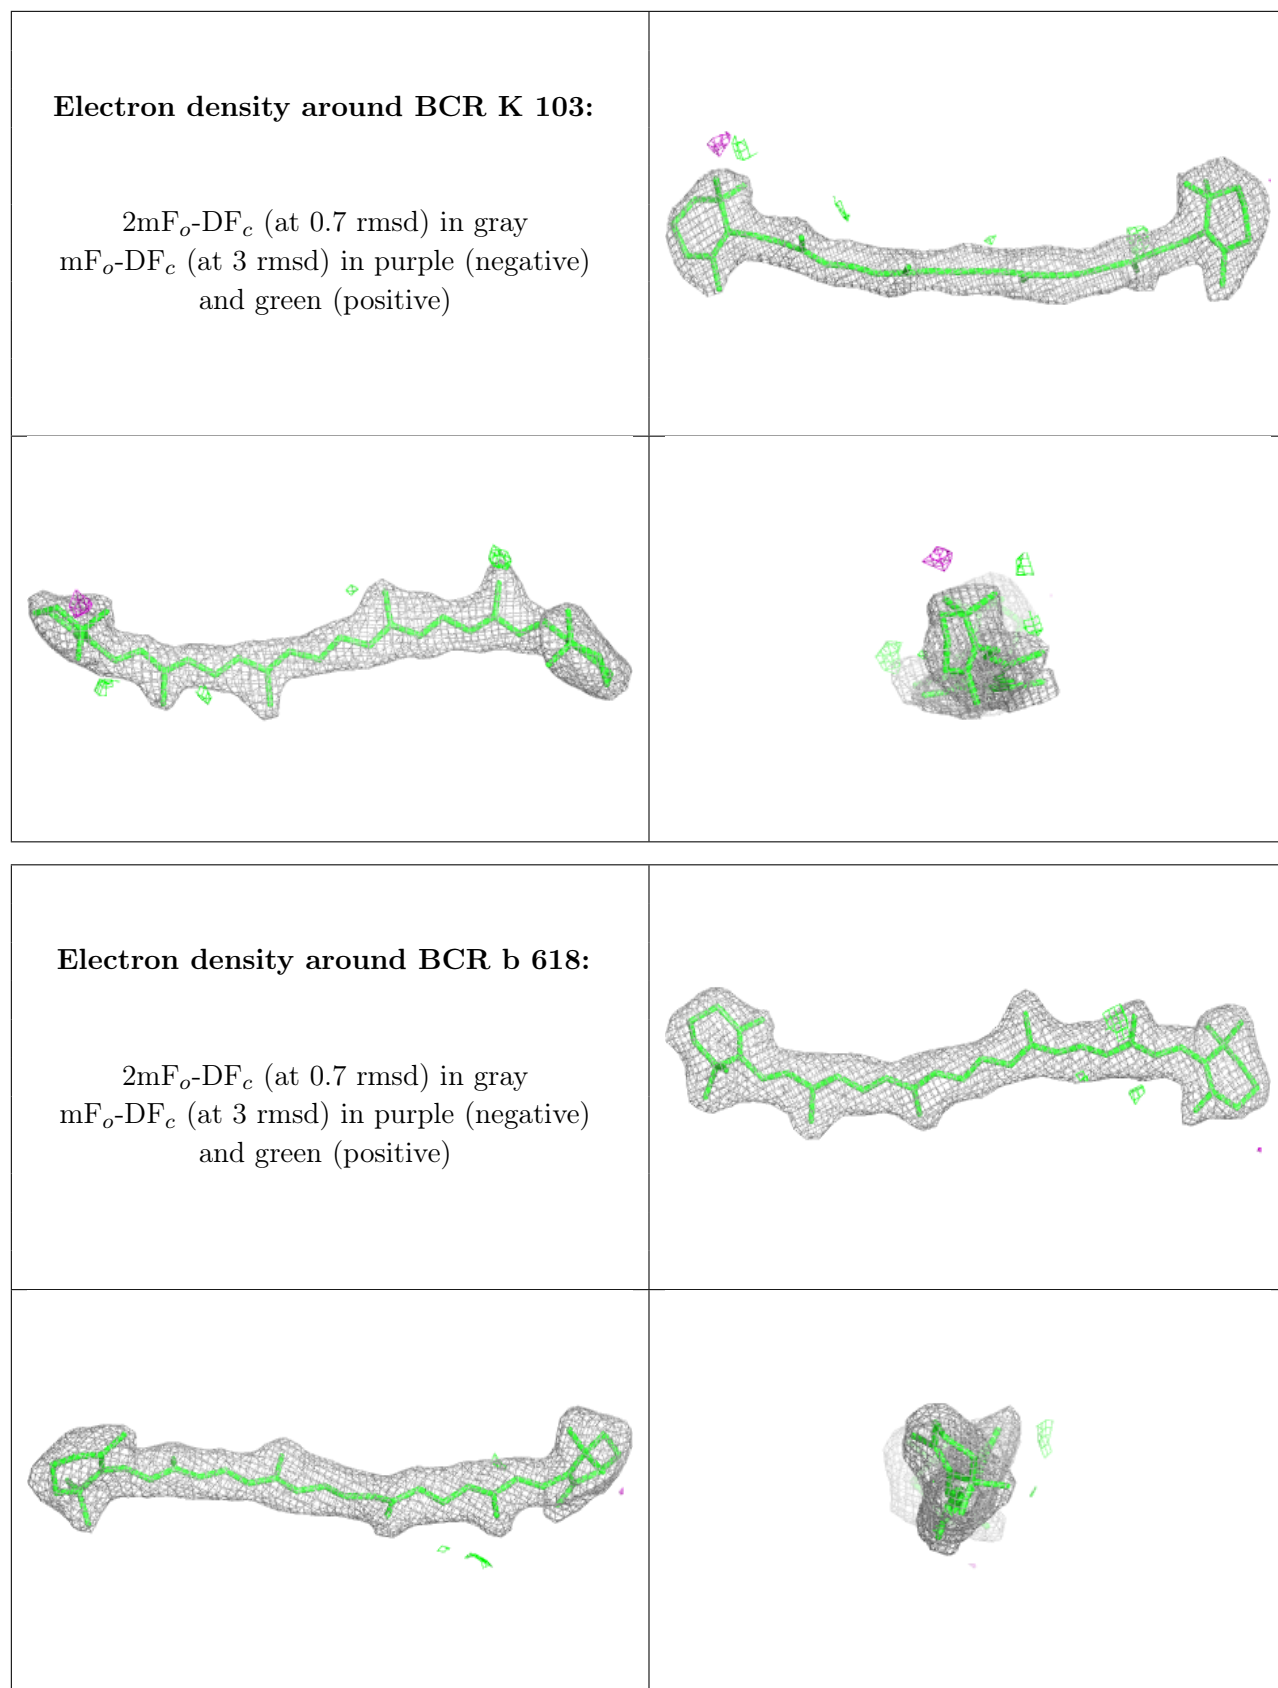 Electron density around BCR K 103:
2mFo-DFc (at 0.7 rmsd) in gray
mFo-DFc (at 3 rmsd) in purple (negative)
and green (positive)
Electron density around BCR b 618:
2mFo-DFc (at 0.7 rmsd) in gray
mFo-DFc (at 3 rmsd) in purple (negative)
and green (positive)